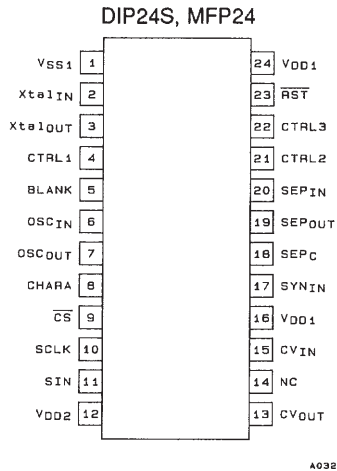 DIP24S, MFP24
VSS1 1
XtalIN 2
XtalOUT 3
CTRL1 4
BLANK 5
OSCIN 6
OSCOUT 7
CHARA 8
CS 9
SCLK 10
SIN 11
VDD2 12
24 VDD1
23 RST
22 CTRL3
21 CTRL2
20 SEPIN
19 SEPOUT
18 SEPC
17 SYNIN
16 VDD1
15 CVIN
14 NC
13 CVOUT
A032